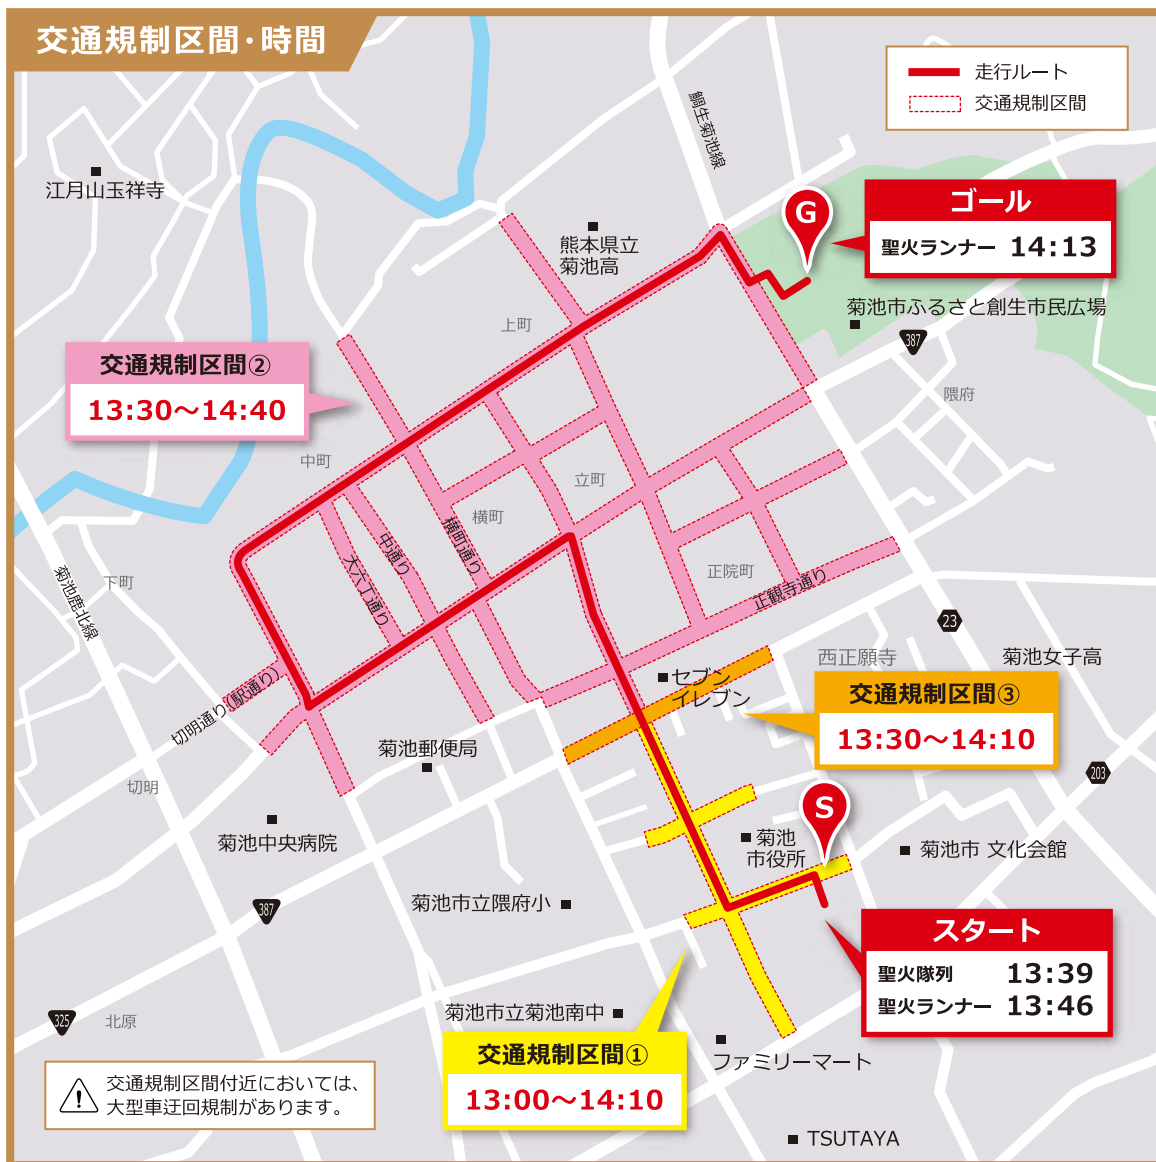 交通規制区間・時間
走行ルート
交通規制区間
鯛生菊池線
江月山玉祥寺
G
ゴール
聖火ランナー 14:13
熊本県立
菊池高
菊池市ふるさと創生市民広場
387
上町
交通規制区間②
13:30〜14:40
隈府
中町
立町
横町
横町通り
中通り
大六丁通り
正院町
正観寺通り
下町
菊池鹿北線
23
西正願寺
菊池女子高
セブン
イレブン
交通規制区間③
13:30〜14:10
切明通り(駅通り)
菊池郵便局
203
切明
S
菊池中央病院
菊池
市役所
菊池市 文化会館
387
菊池市立隈府小
スタート
聖火隊列 13:39
聖火ランナー 13:46
325
北原
菊池市立菊池南中
交通規制区間①
13:00〜14:10
ファミリーマート
交通規制区間付近においては、
大型車迂回規制があります。
TSUTAYA